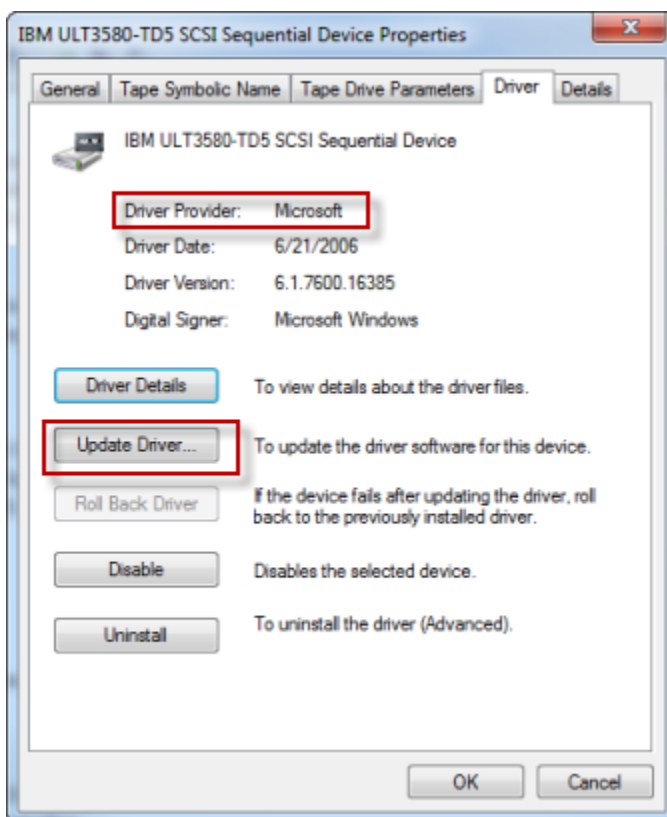 IBM ULT3580-TD5 SCSI Sequential Device Properties
General Tape Symbolic Name Tape Drive Parameters Driver Details
IBM ULT3580-TD5 SCSI Sequential Device
Driver Provider: Microsoft
Driver Date: 6/21/2006
Driver Version: 6.1.7600.16385
Digital Signer: Microsoft Windows
Driver Details To view details about the driver files.
Update Driver... To update the driver software for this device.
Roll Back Driver If the device fails after updating the driver, roll
back to the previously installed driver.
Disable Disables the selected device.
Uninstall To uninstall the driver (Advanced).
OK Cancel